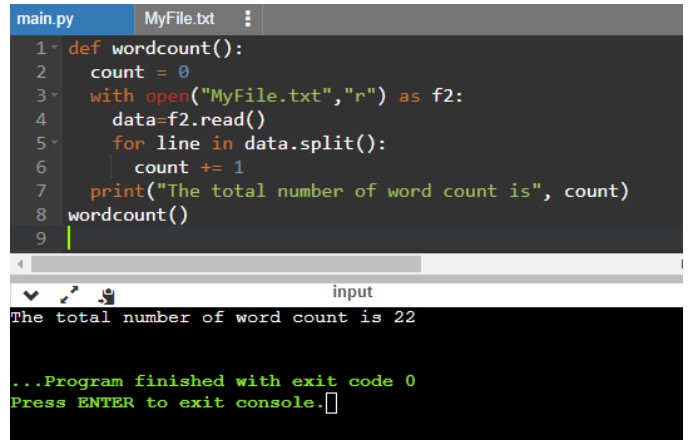 main.py MyFile.txt
1 def wordcount():
2 count = 0
3 with open("MyFile.txt","r") as f2:
4 data=f2.read()
5 for line in data.split():
6 count += 1
7 print("The total number of word count is", count)
8 wordcount()
9
input
The total number of word count is 22
...Program finished with exit code 0
Press ENTER to exit console.